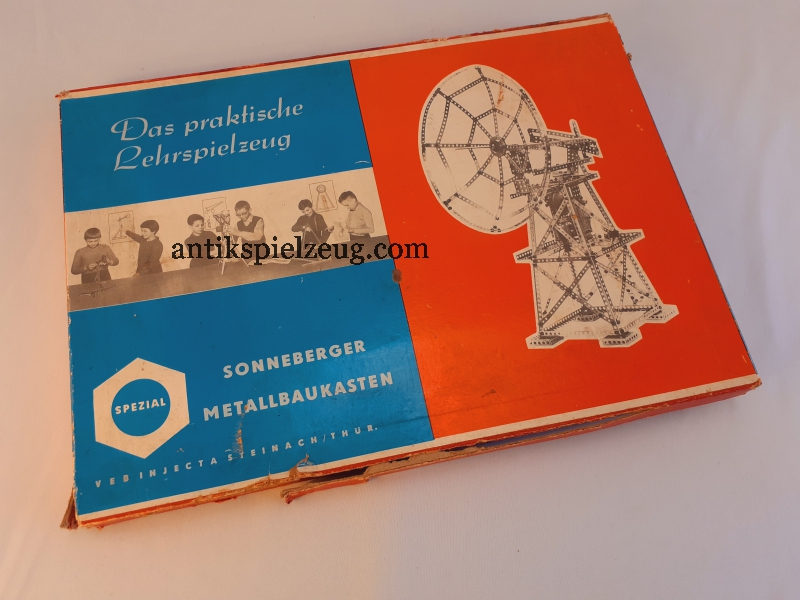 Das praktische
Lehrspielzeug
antikspielzeug.com
SPEZIAL
SONNEBERGER
METALLBAUKASTEN
VEB INJECTA STEINACH/THÜR.